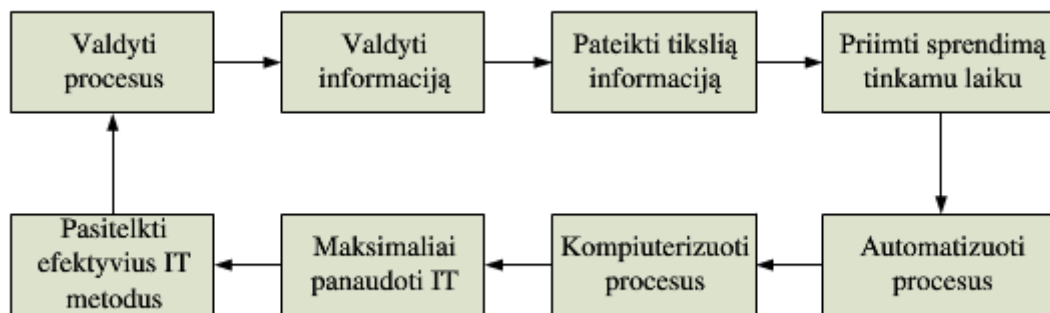 Valdyti
procesus
Valdyti
informaciją
Pateikti tikslią
informaciją
Priimti sprendimą
tinkamu laiku
Pasitelkti
efektyvius IT
metodus
Maksimaliai
panaudoti IT
Kompiuterizuoti
procesus
Automatizuoti
procesus